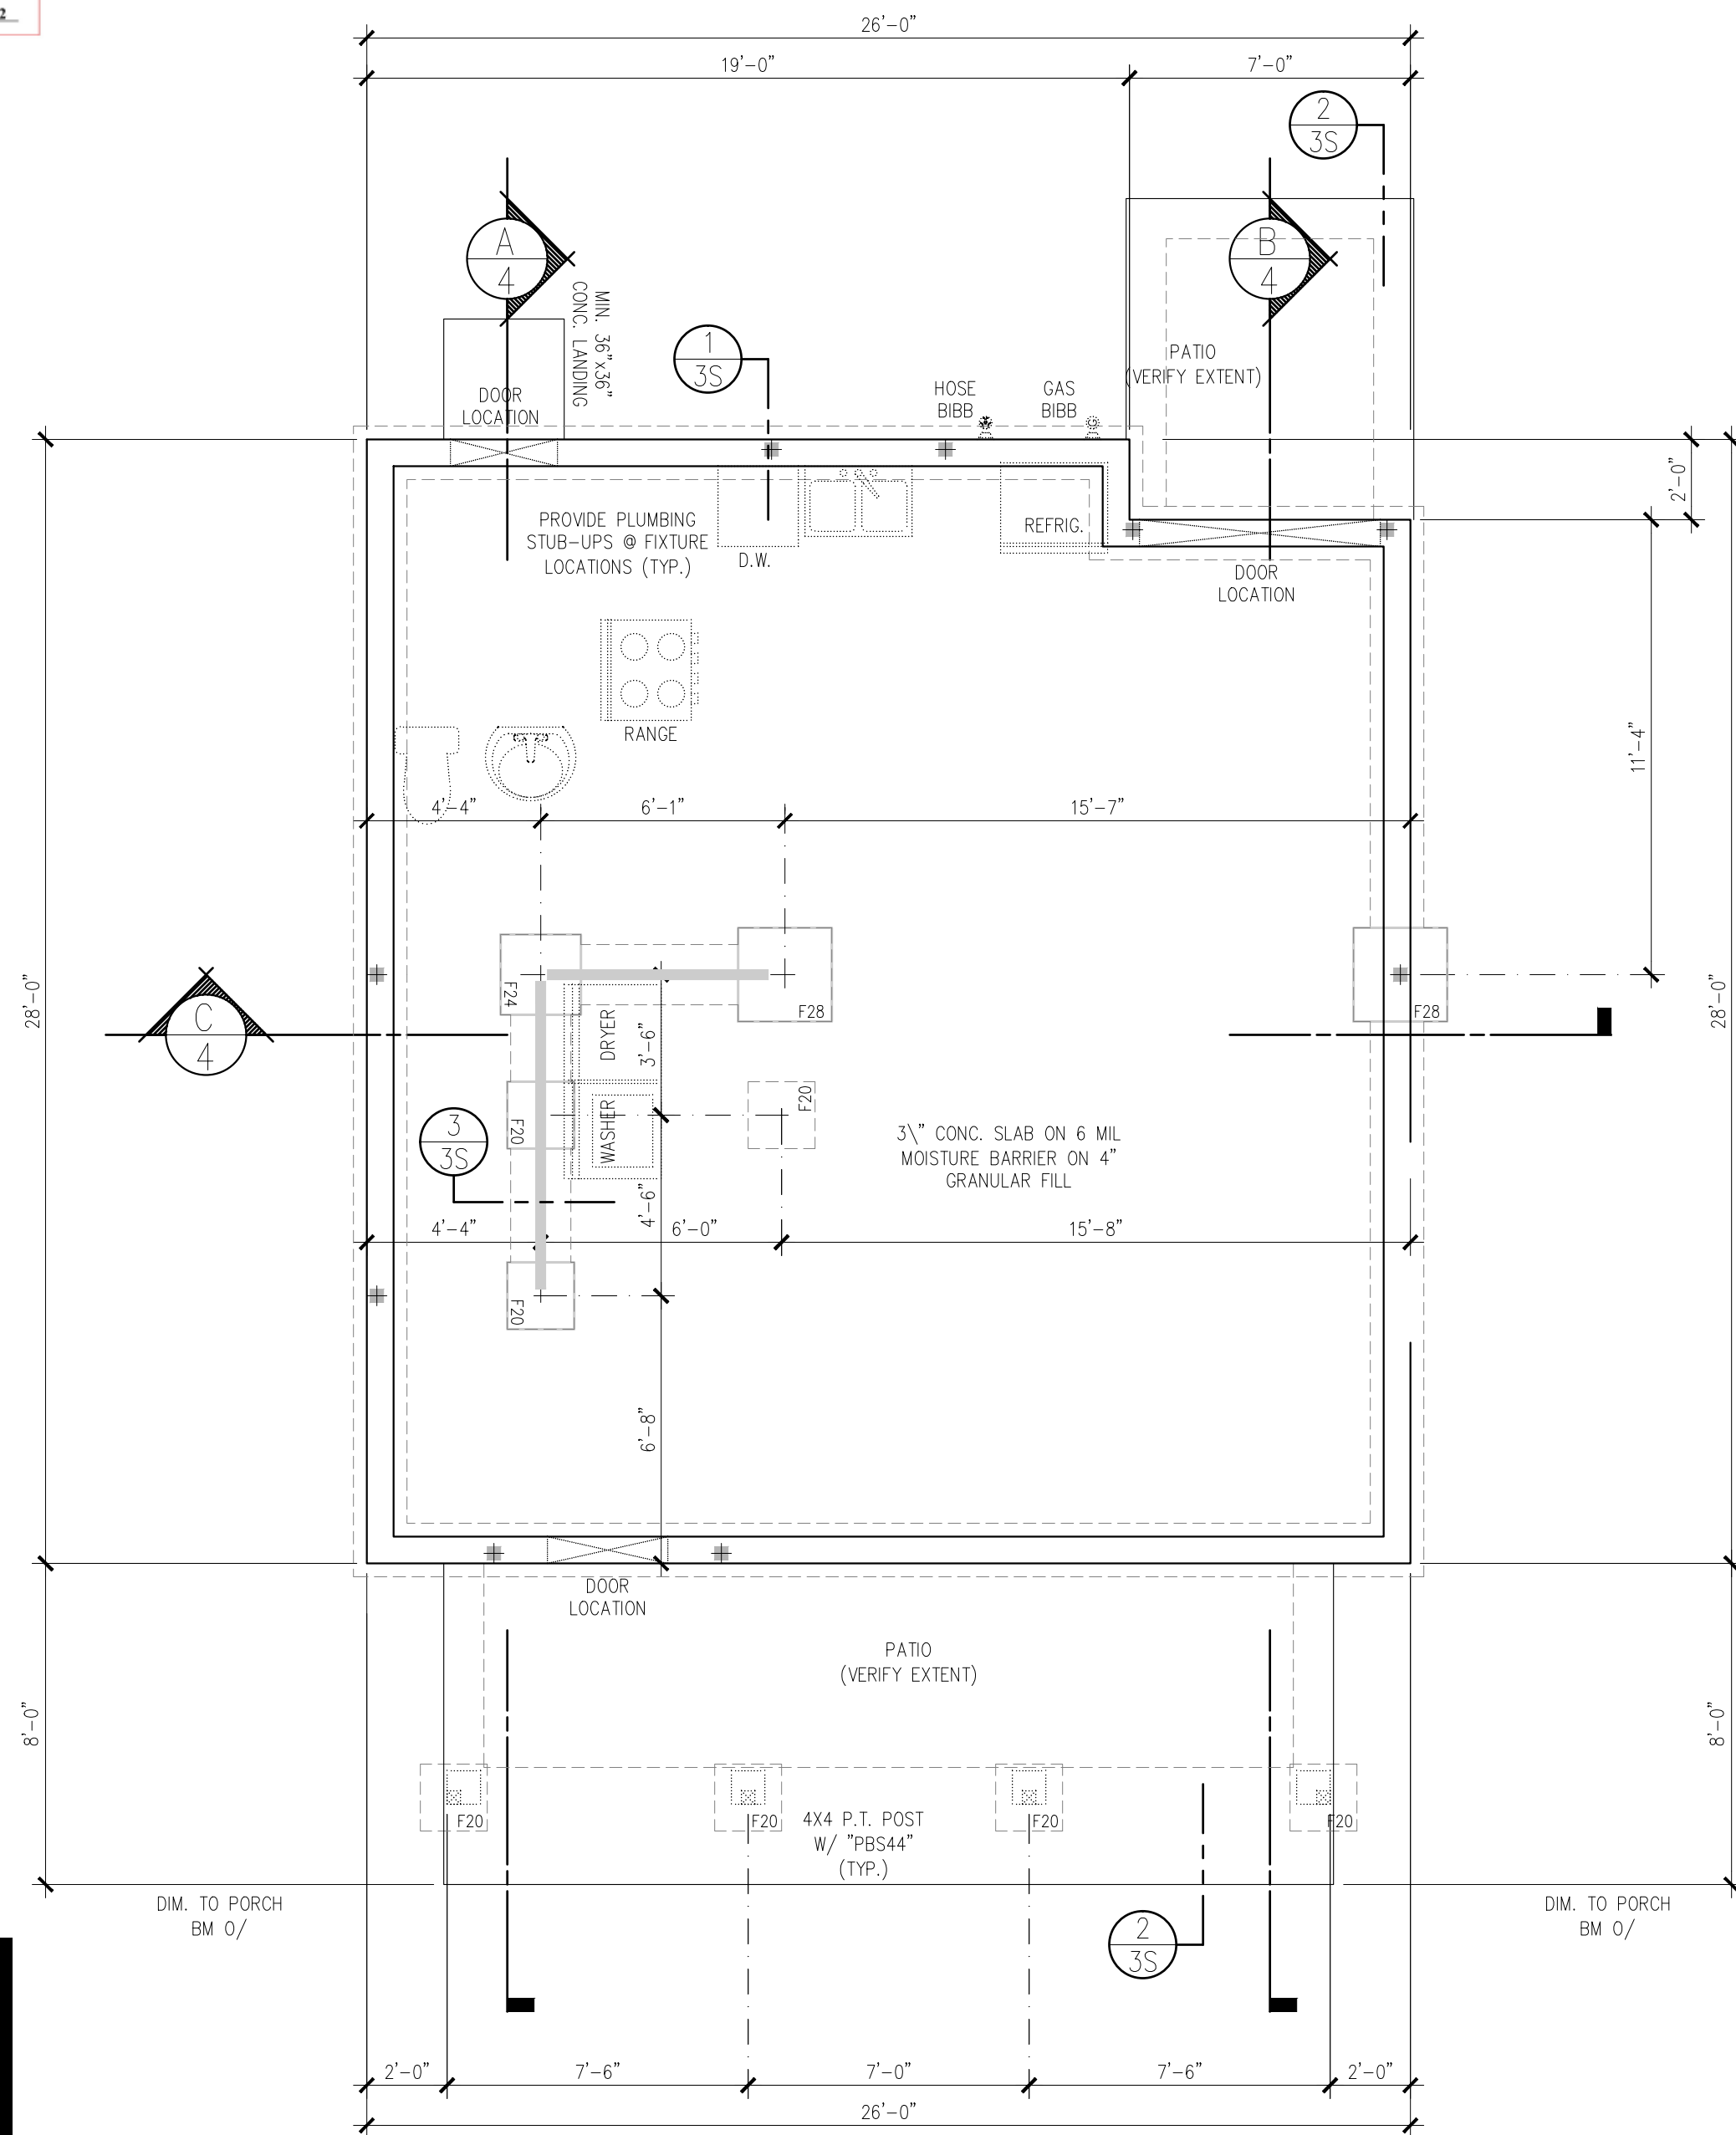 2
26'-0"
19'-0"
7'-0"
2
3S
A
4
B
4
MIN. 36"x36"
CONC. LANDING
1
3S
PATIO
(VERIFY EXTENT)
DOOR
LOCATION
HOSE
BIBB
GAS
BIBB
2'-0"
PROVIDE PLUMBING
STUB-UPS @ FIXTURE
LOCATIONS (TYP.)
D.W.
REFRIG.
DOOR
LOCATION
RANGE
11'-4"
4'-4"
6'-1"
15'-7"
28'-0"
28'-0"
C
4
F24
DRYER
3'-6"
F28
F28
F20
WASHER
F20
3
3S
3\" CONC. SLAB ON 6 MIL
MOISTURE BARRIER ON 4"
GRANULAR FILL
4'-6"
4'-4"
6'-0"
15'-8"
F20
6'-8"
DOOR
LOCATION
PATIO
(VERIFY EXTENT)
8'-0"
8'-0"
F20
F20
F20
F20
4X4 P.T. POST
W/ "PBS44"
(TYP.)
DIM. TO PORCH
BM O/
DIM. TO PORCH
BM O/
2
3S
2'-0"
7'-6"
7'-0"
7'-6"
2'-0"
26'-0"